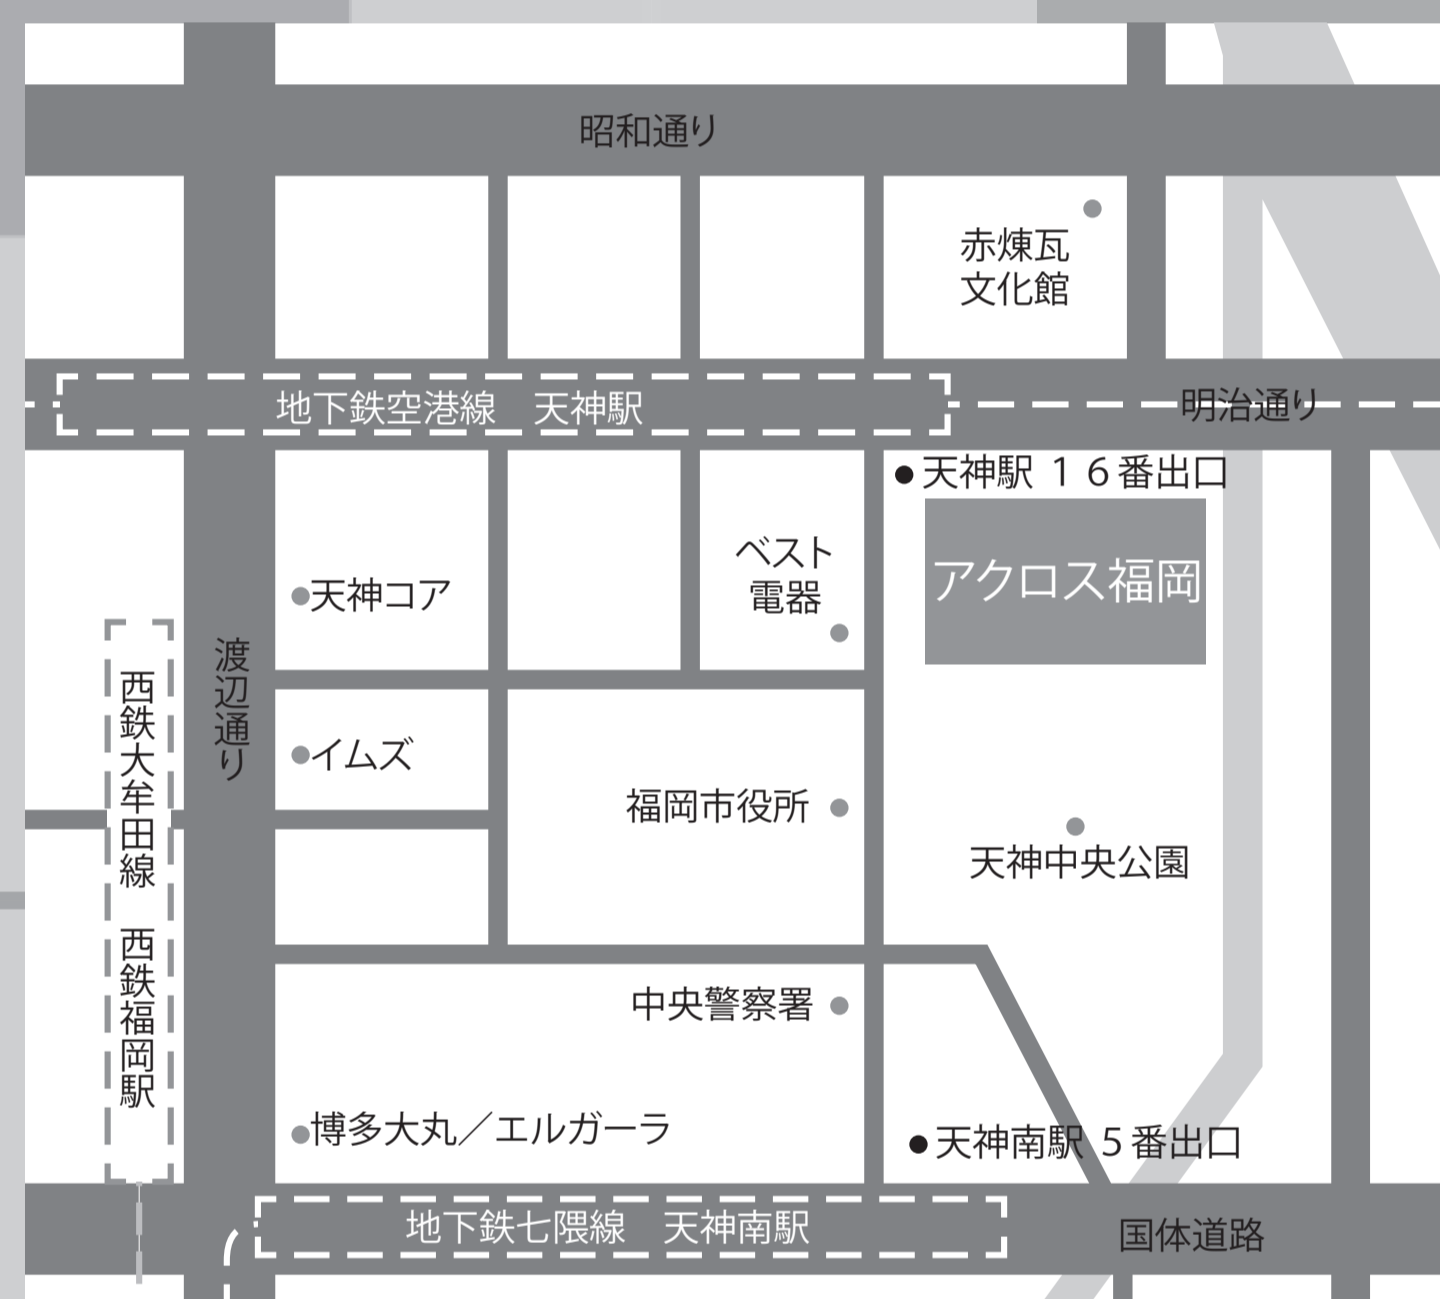 昭和通り
赤煉瓦
文化館
地下鉄空港線　天神駅
明治通り
天神駅 １６番出口
ベスト
電器
アクロス福岡
天神コア
渡辺通り
西鉄大牟田線　西鉄福岡駅
イムズ
福岡市役所
天神中央公園
中央警察署
博多大丸／エルガーラ
天神南駅 ５番出口
地下鉄七隈線　天神南駅
国体道路